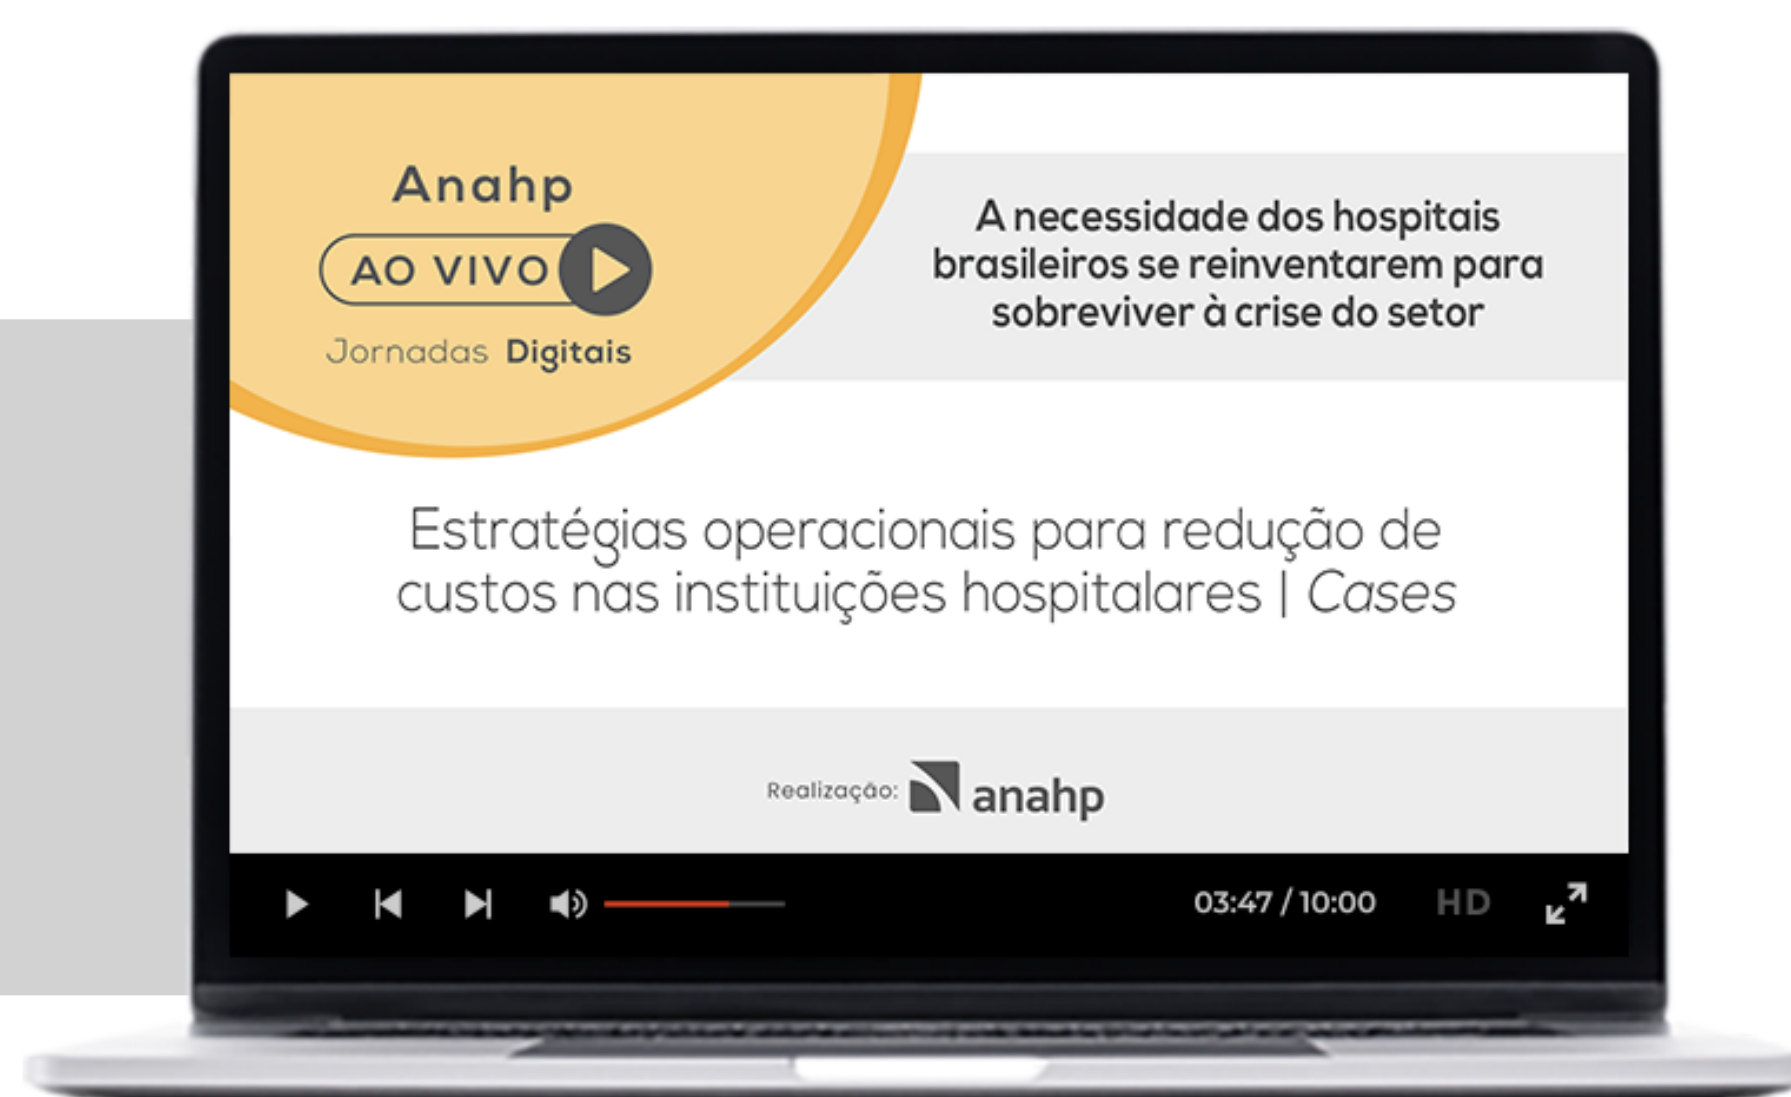 Anahp
AO VIVO
Jornadas Digitais
A necessidade dos hospitais
brasileiros se reinventarem para
sobreviver à crise do setor
Estratégias operacionais para redução de
custos nas instituições hospitalares | Cases
Realização: anahp
03:47 / 10:00 HD